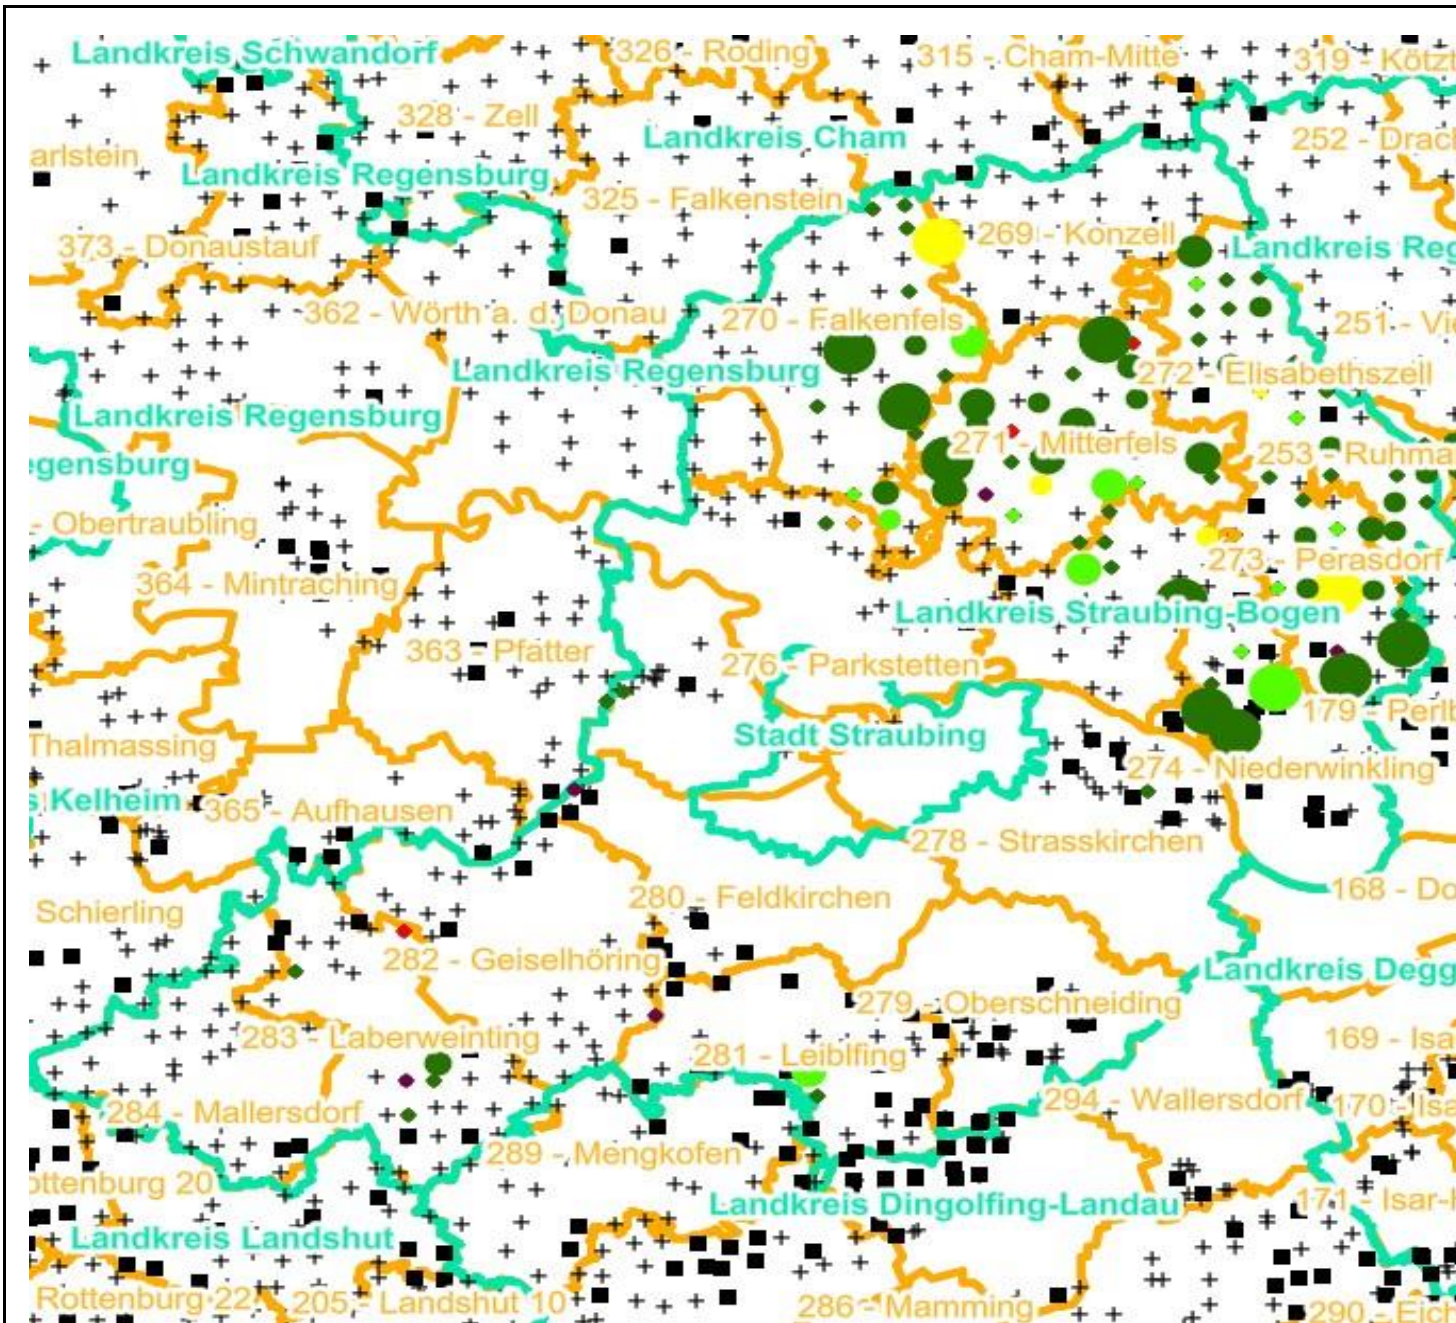 Landkreis Schwandorf
326 - Roding
315 - Cham-Mitte
319 - Kötzt
328 - Zell
Landkreis Cham
252 - Drach
arlstein
Landkreis Regensburg
325 - Falkenstein
373 - Donaustauf
269 - Konzell
Landkreis Reg
362 - Wörth a. d. Donau
270 - Falkenfels
251 - Vi
Landkreis Regensburg
272 - Elisabethszell
Landkreis Regensburg
271 - Mitterfels
253 - Ruhma
egensburg
- Obertraubling
273 - Perasdorf
364 - Mintraching
Landkreis Straubing-Bogen
363 - Pfatter
276 - Parkstetten
179 - Perlb
Thalmassing
Stadt Straubing
274 - Niederwinkling
s Kelheim
365 - Aufhausen
278 - Strasskirchen
280 - Feldkirchen
168 - Do
Schierling
282 - Geiselhöring
Landkreis Degg
279 - Oberschneiding
283 - Laberweinting
281 - Leiblfing
169 - Isa
284 - Mallersdorf
294 - Wallersdorf
170 - Isa
289 - Mengkofen
ottenburg 20
Landkreis Dingolfing-Landau
171 - Isar-
Landkreis Landshut
Rottenburg 22
205 - Landshut 10
286 - Mamming
290 - Eich